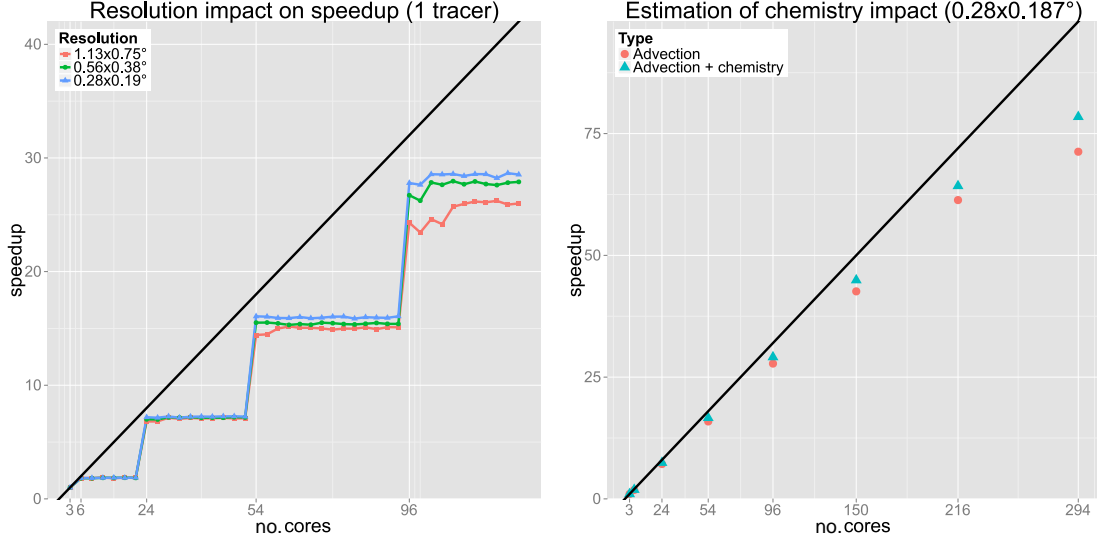 Resolution impact on speedup (1 tracer)
Resolution
1.13x0.75°
0.56x0.38°
0.28x0.19°
40
30
20
10
0
speedup
3 6 24 54 96
no. cores
Estimation of chemistry impact (0.28x0.187°)
Type
Advection
Advection + chemistry
75
50
25
0
speedup
3 24 54 96 150 216 294
no. cores